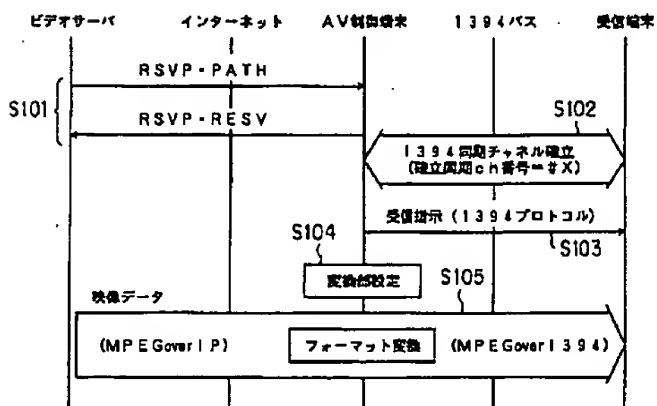 ビデオサーバ インターネット AV制御端末 1394バス 受信端末
RSVP-PATH
S101
RSVP-RESV
S102
1394同期チャネル確立
(確立同期ch番号=#X)
受信指示(1394プロトコル)
S103
S104
変換部設定
S105
映像データ
(MPEGoverIP) フォーマット変換 (MPEGover1394)